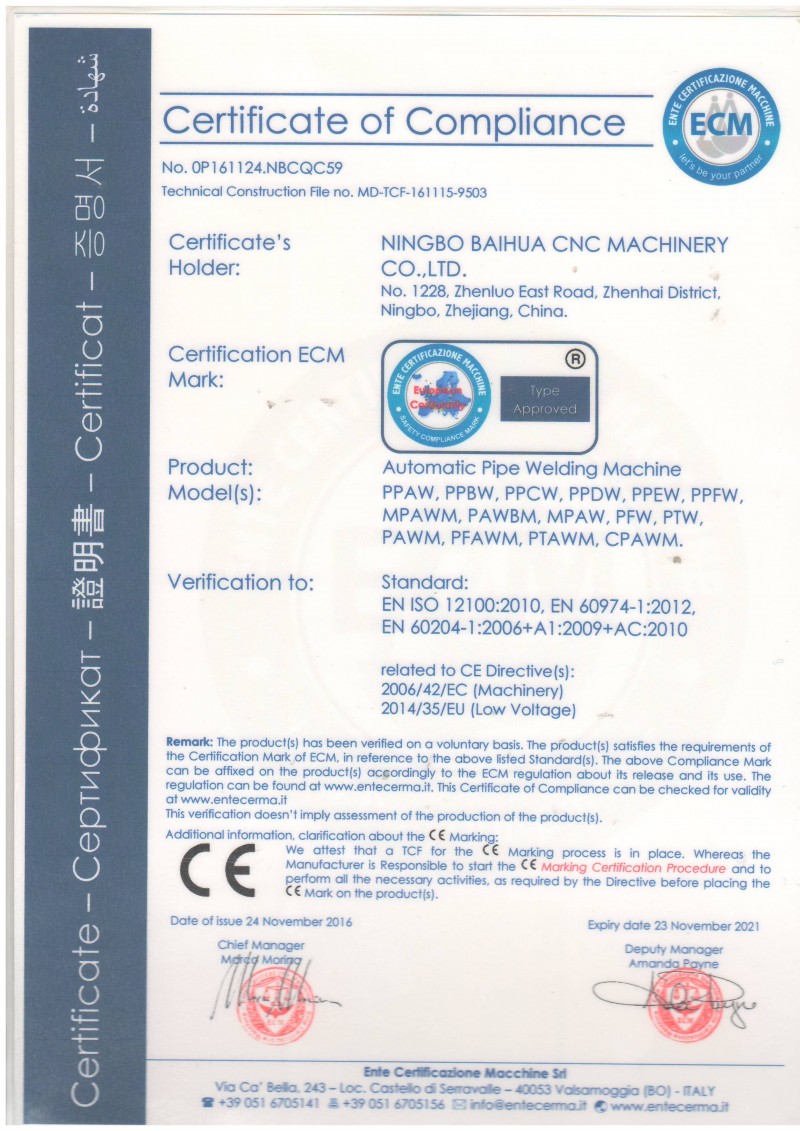 Certificate – Сертификат – 證明書 – Certificat – 증명서 – شهادة
Certificate of Compliance
ENTE CERTIFICAZIONE MACCHINE
ECM
let's be your partner
No. 0P161124.NBCQC59
Technical Construction File no. MD-TCF-161115-9503
Certificate's
Holder:
NINGBO BAIHUA CNC MACHINERY
CO.,LTD.
No. 1228, Zhenluo East Road, Zhenhai District,
Ningbo, Zhejiang, China.
Certification ECM
Mark:
ENTE CERTIFICAZIONE MACCHINE
European
Conformity
SAFETY COMPLIANCE MARK
®
Type
Approved
Product:
Automatic Pipe Welding Machine
Model(s):
PPAW, PPBW, PPCW, PPDW, PPEW, PPFW,
MPAWM, PAWBM, MPAW, PFW, PTW,
PAWM, PFAWM, PTAWM, CPAWM.
Verification to:
Standard:
EN ISO 12100:2010, EN 60974-1:2012,
EN 60204-1:2006+A1:2009+AC:2010
related to CE Directive(s):
2006/42/EC (Machinery)
2014/35/EU (Low Voltage)
Remark: The product(s) has been verified on a voluntary basis. The product(s) satisfies the requirements of
the Certification Mark of ECM, in reference to the above listed Standard(s). The above Compliance Mark
can be affixed on the product(s) accordingly to the ECM regulation about its release and its use. The
regulation can be found at www.entecerma.it. This Certificate of Compliance can be checked for validity
at www.entecerma.it
This verification doesn't imply assessment of the production of the product(s).
Additional information, clarification about the CE Marking:
CE
We attest that a TCF for the CE Marking process is in place. Whereas the
Manufacturer is Responsible to start the CE Marking Certification Procedure and to
perform all the necessary activities, as required by the Directive before placing the
CE Mark on the product(s).
Date of issue 24 November 2016
Expiry date 23 November 2021
Chief Manager
Marco Morina
Deputy Manager
Amanda Payne
Ente Certificazione Macchine Srl
Via Ca' Bella, 243 – Loc. Castello di Serravalle – 40053 Valsamoggia (BO) - ITALY
☎ +39 051 6705141 +39 051 6705156 info@entecerma.it www.entecerma.it